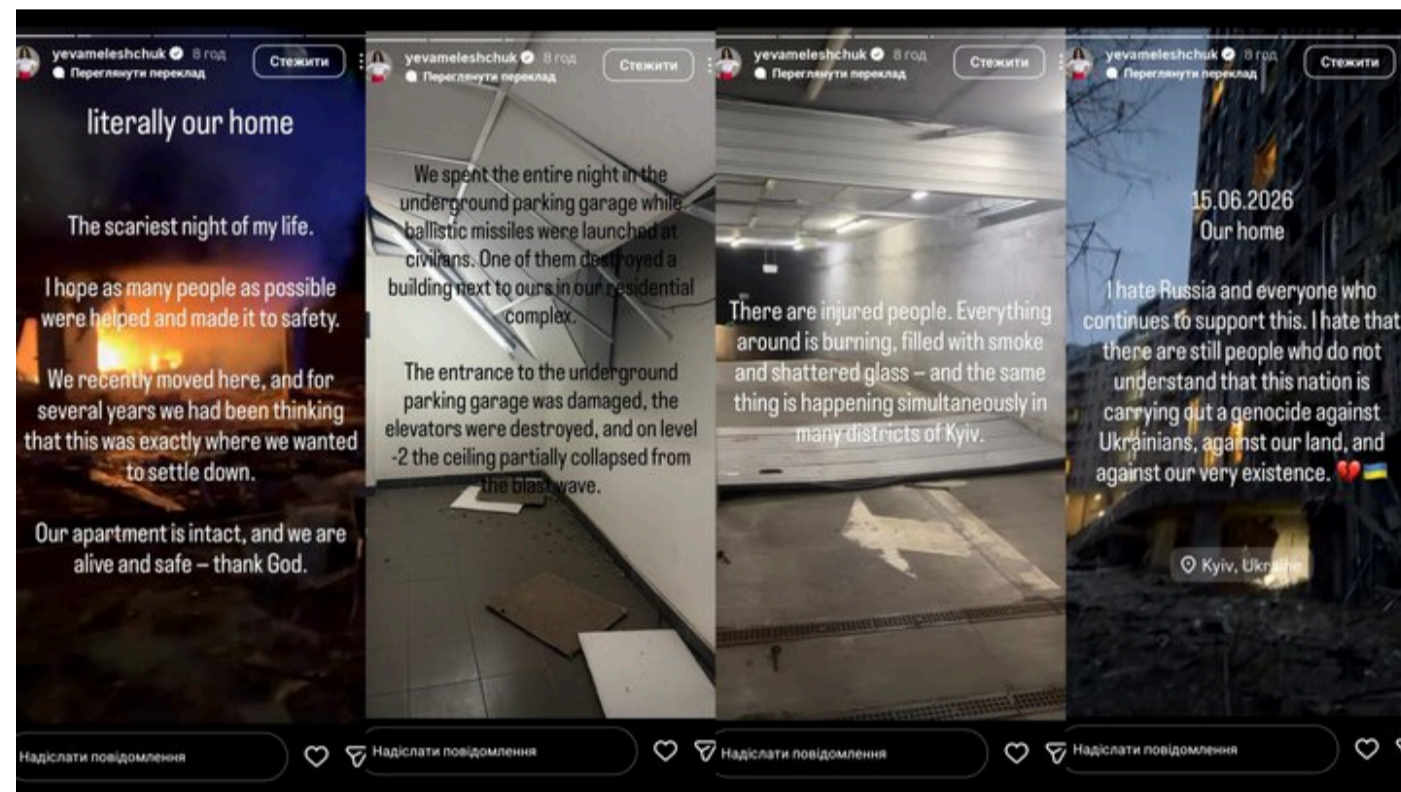 yevameleshchuk 8 год
Стежити
Переглянути переклад
literally our home
The scariest night of my life.
I hope as many people as possible
were helped and made it to safety.
We recently moved here, and for
several years we had been thinking
that this was exactly where we wanted
to settle down.
Our apartment is intact, and we are
alive and safe – thank God.
Надіслати повідомлення
yevameleshchuk 8 год
Стежити
Переглянути переклад
We spent the entire night in the
underground parking garage while
ballistic missiles were launched at
civilians. One of them destroyed a
building next to ours in our residential
complex.
The entrance to the underground
parking garage was damaged, the
elevators were destroyed, and on level
-2 the ceiling partially collapsed from
the blast wave.
Надіслати повідомлення
yevameleshchuk 8 год
Стежити
Переглянути переклад
There are injured people. Everything
around is burning, filled with smoke
and shattered glass – and the same
thing is happening simultaneously in
many districts of Kyiv.
Надіслати повідомлення
yevameleshchuk 8 год
Стежити
Переглянути переклад
15.06.2026
Our home
I hate Russia and everyone who
continues to support this. I hate that
there are still people who do not
understand that this nation is
carrying out a genocide against
Ukrainians, against our land, and
against our very existence. 💔🇺🇦
Kyiv, Ukraine
Надіслати повідомлення